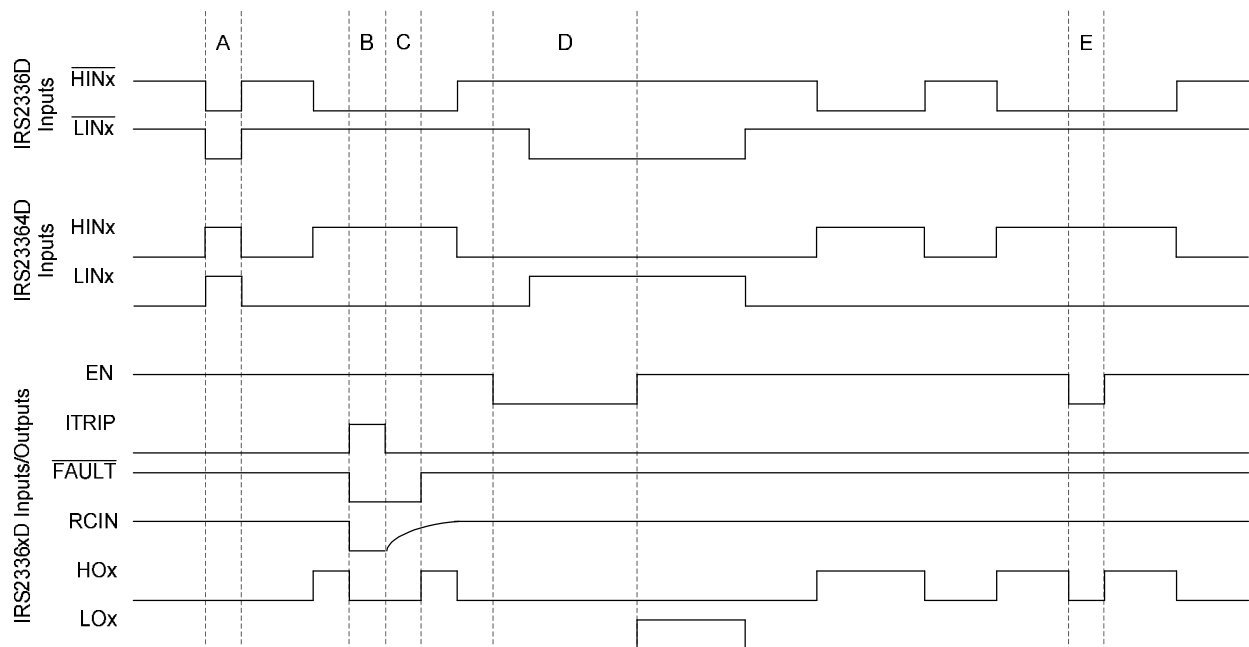 A B C D E
IRS2336D
Inputs
HINx
LINx
IRS23364D
Inputs
HINx
LINx
IRS2336xD Inputs/Outputs
EN
ITRIP
FAULT
RCIN
HOx
LOx